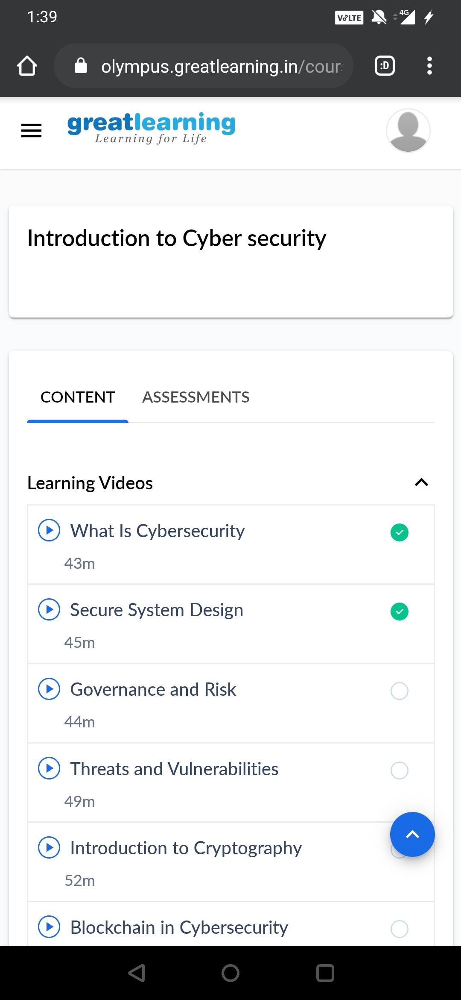 1:39
VoLTE
4G
olympus.greatlearning.in/cour
:D
greatlearning
Learning for Life
Introduction to Cyber security
CONTENT
ASSESSMENTS
Learning Videos
What Is Cybersecurity
43m
Secure System Design
45m
Governance and Risk
44m
Threats and Vulnerabilities
49m
Introduction to Cryptography
52m
Blockchain in Cybersecurity